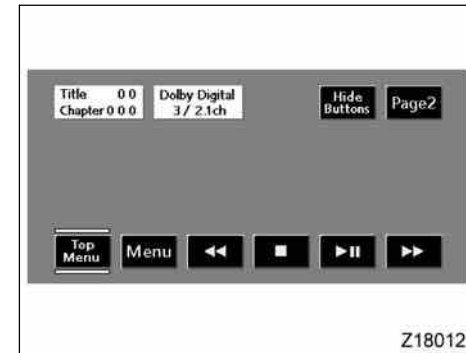 Title 0 0
Chapter 0 0 0
Dolby Digital
3 / 2.1ch
Hide
Buttons
Page2
Top
Menu
Menu
Z18012